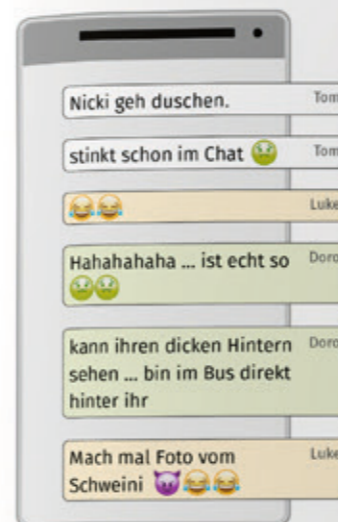 Nicki geh duschen. Tom
stinkt schon im Chat 🤢 Tom
😂😂 Luke
Hahahahaha ... ist echt so Doro
🤢🤢
kann ihren dicken Hintern Doro
sehen ... bin im Bus direkt
hinter ihr
Mach mal Foto vom Luke
Schweini 😈😂😂